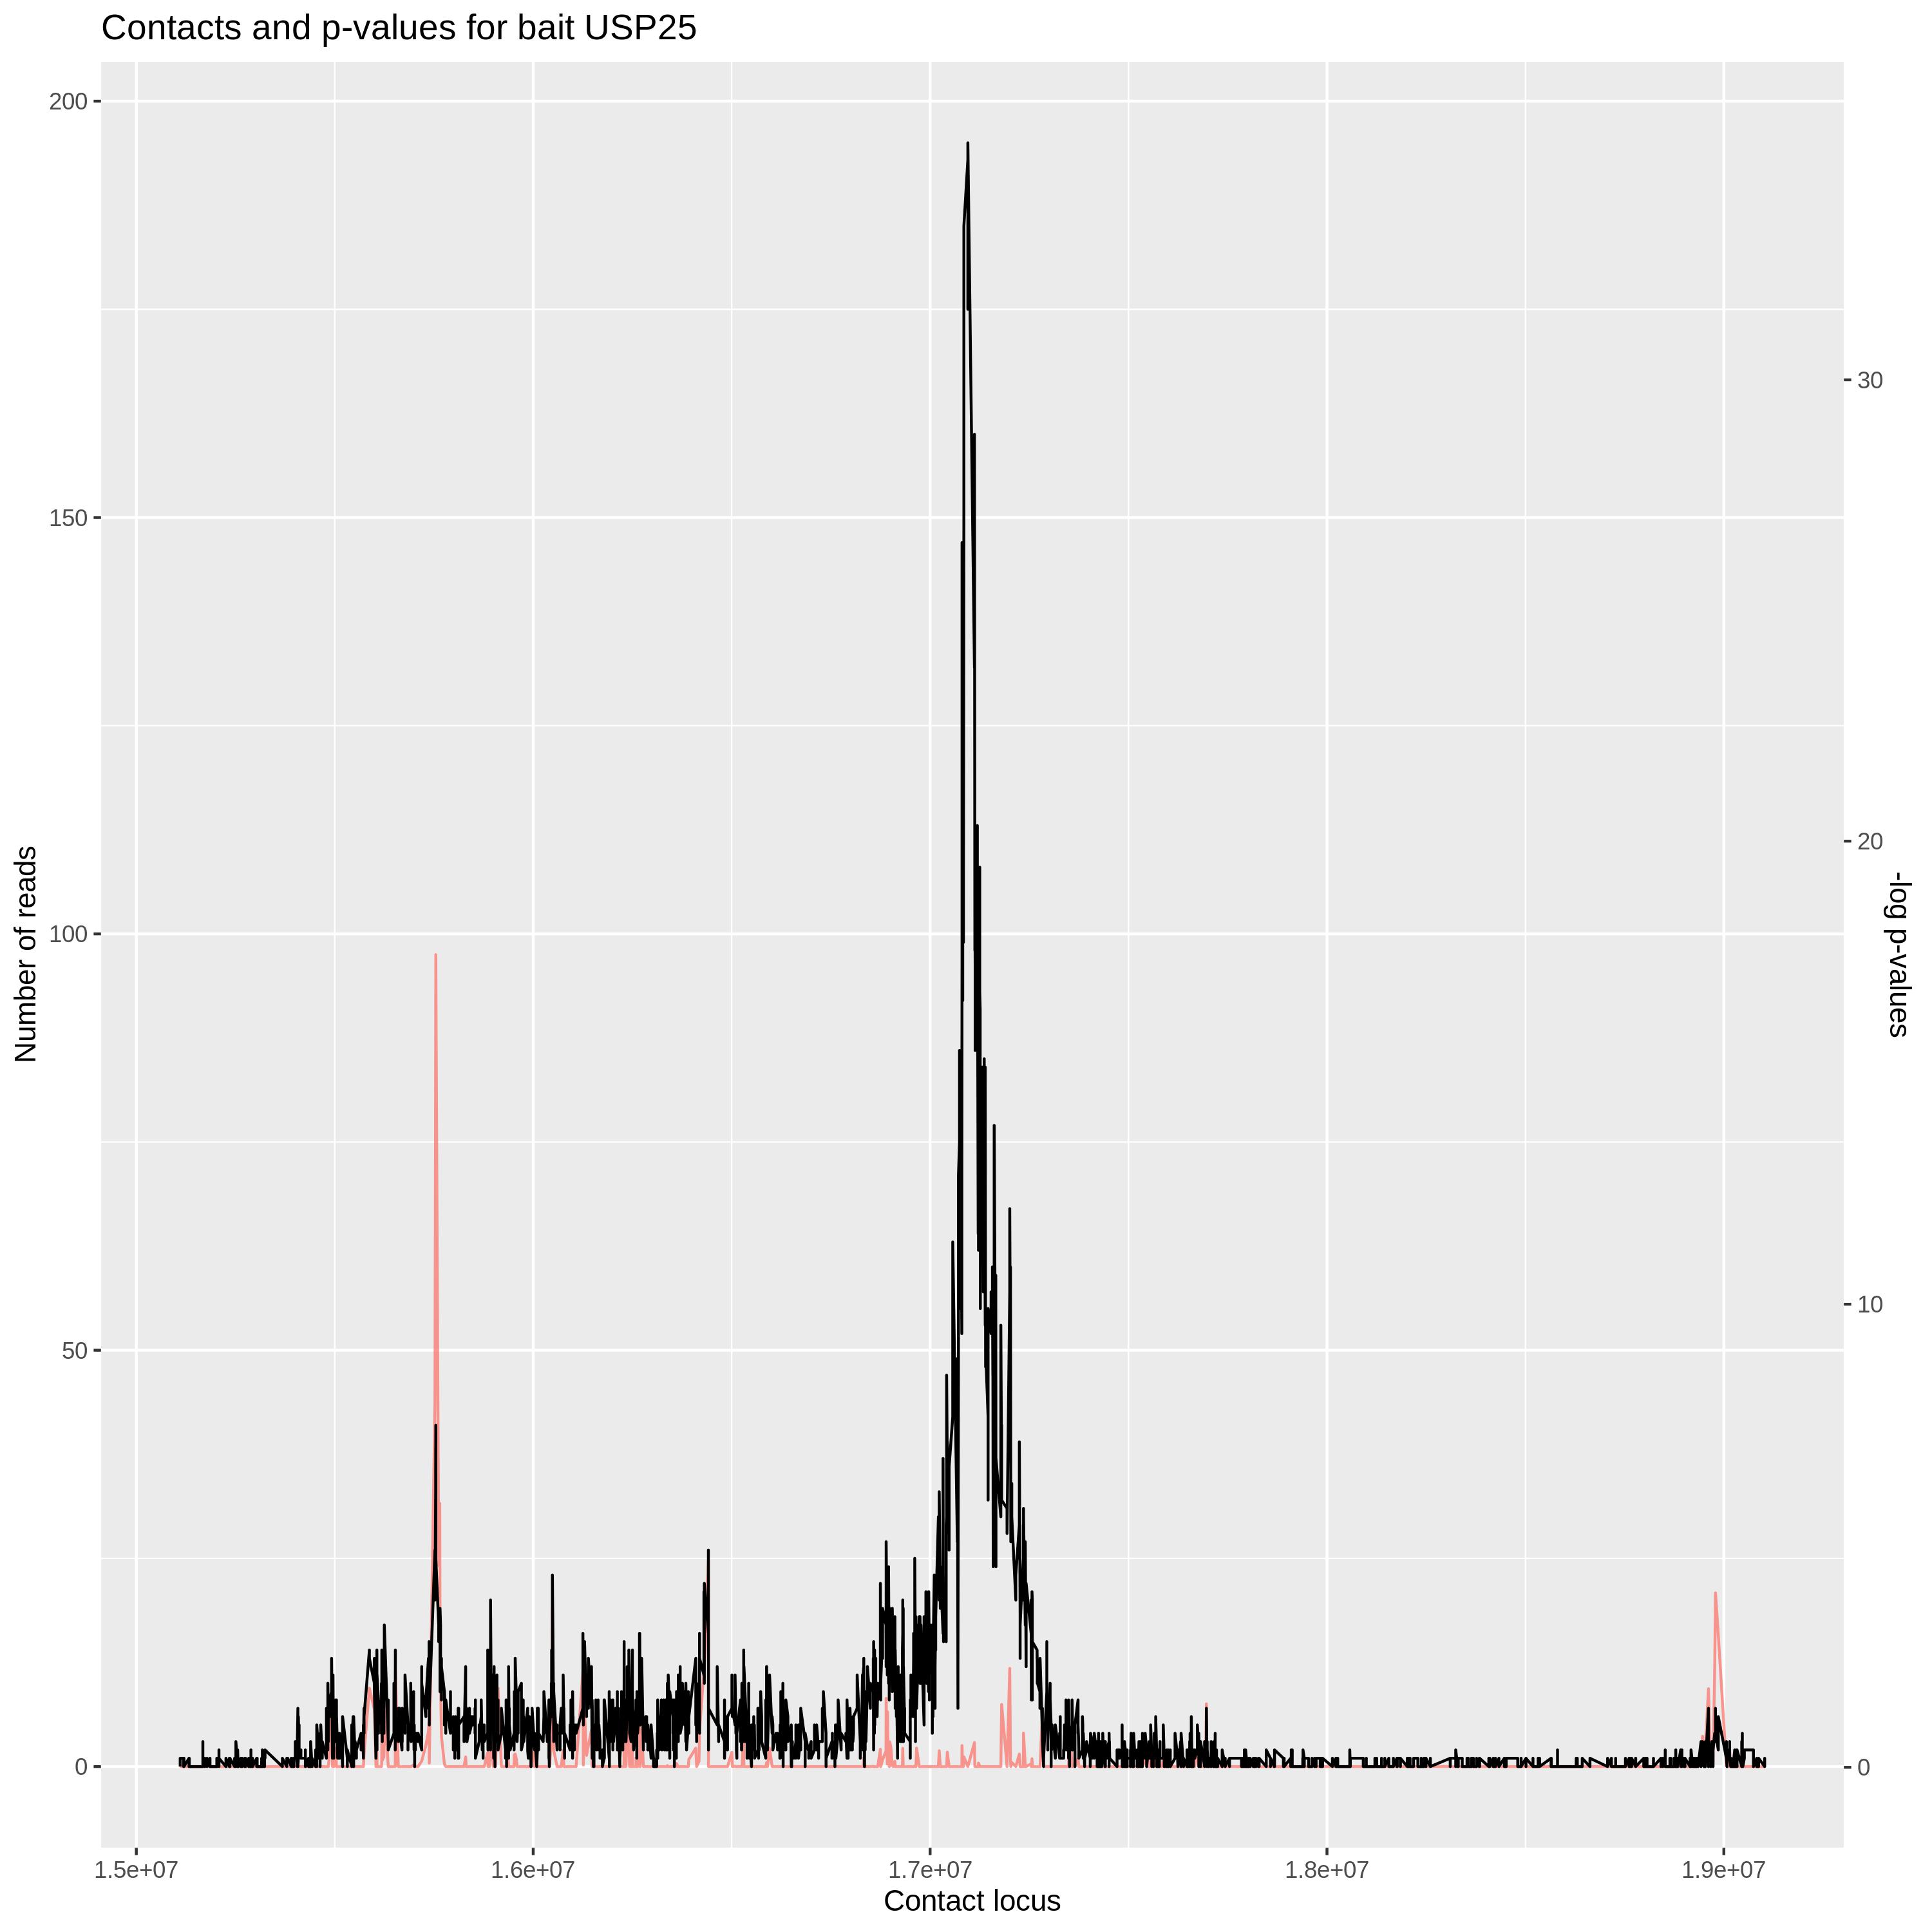 Contacts and p-values for bait USP25
200
150
100
50
0
Number of reads
30
20
10
0
-log p-values
1.5e+07 1.6e+07 1.7e+07 1.8e+07 1.9e+07
Contact locus